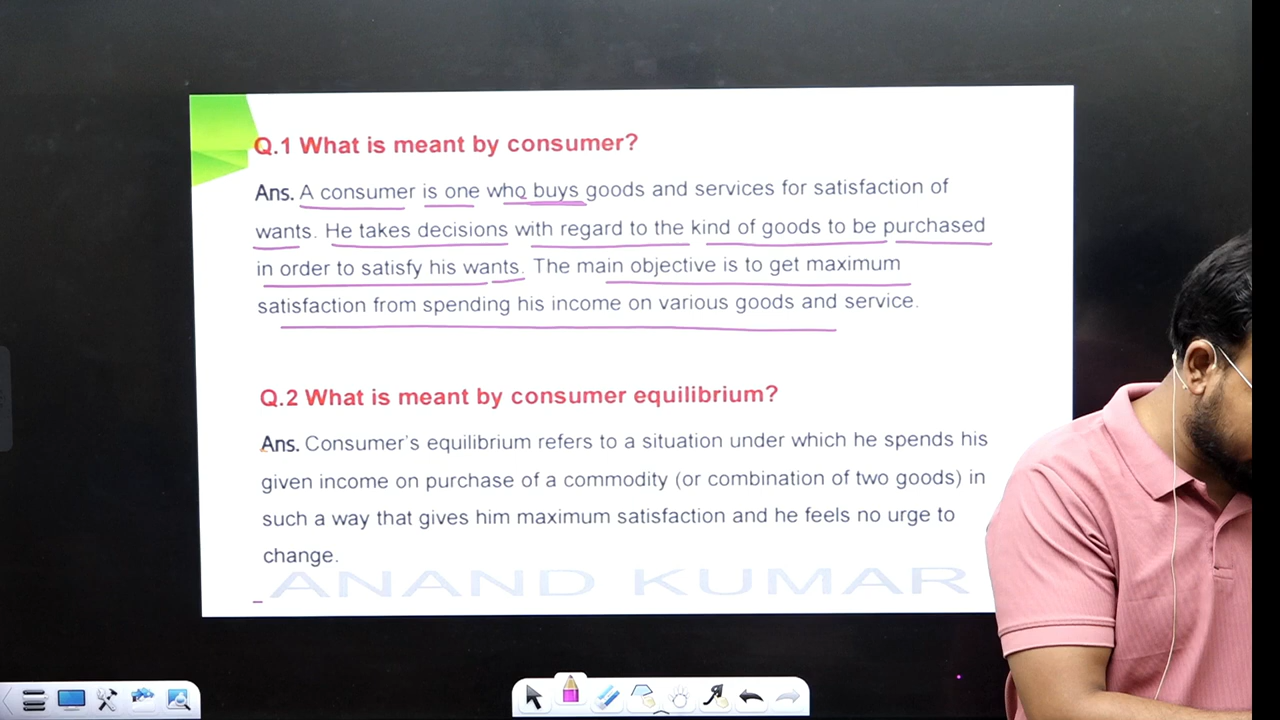 Q.1 What is meant by consumer?
Ans. A consumer is one who buys goods and services for satisfaction of
wants. He takes decisions with regard to the kind of goods to be purchased
in order to satisfy his wants. The main objective is to get maximum
satisfaction from spending his income on various goods and service.
Q.2 What is meant by consumer equilibrium?
Ans. Consumer's equilibrium refers to a situation under which he spends his
given income on purchase of a commodity (or combination of two goods) in
such a way that gives him maximum satisfaction and he feels no urge to
change.
ANAND KUMAR